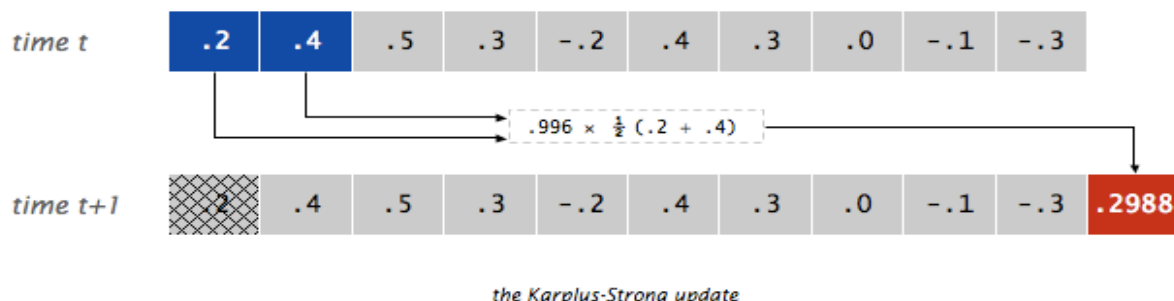 time t .2 .4 .5 .3 -.2 .4 .3 .0 -.1 -.3
.996 × ½ (.2 + .4)
time t+1 .2 .4 .5 .3 -.2 .4 .3 .0 -.1 -.3 .2988
the Karplus-Strong update